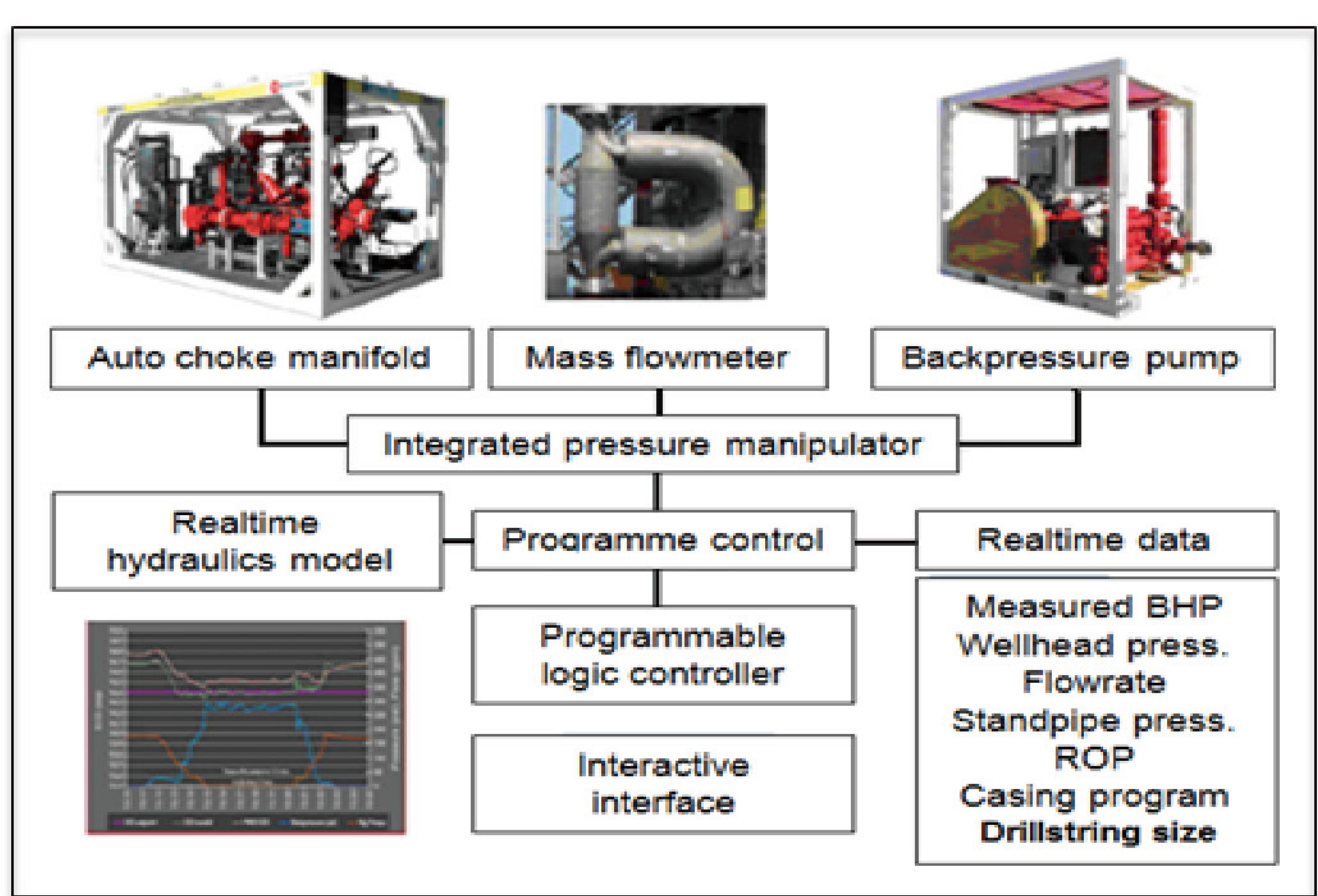 Auto choke manifold
Mass flowmeter
Backpressure pump
Integrated pressure manipulator
Realtime
hydraulics model
Programme control
Realtime data
Programmable
logic controller
Interactive
interface
Measured BHP
Wellhead press.
Flowrate
Standpipe press.
ROP
Casing program
Drillstring size